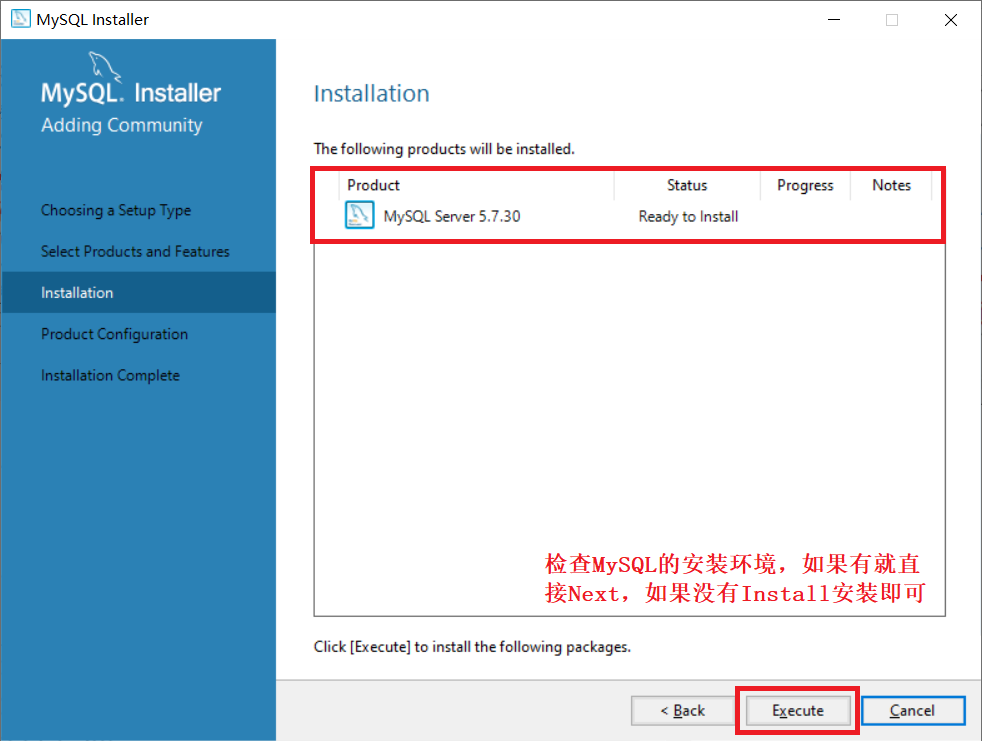 MySQL Installer
MySQL. Installer
Adding Community
Choosing a Setup Type
Select Products and Features
Installation
Product Configuration
Installation Complete
Installation
The following products will be installed.
Product Status Progress Notes
MySQL Server 5.7.30 Ready to Install
检查MySQL的安装环境，如果有就直
接Next，如果没有Install安装即可
Click [Execute] to install the following packages.
< Back Execute Cancel